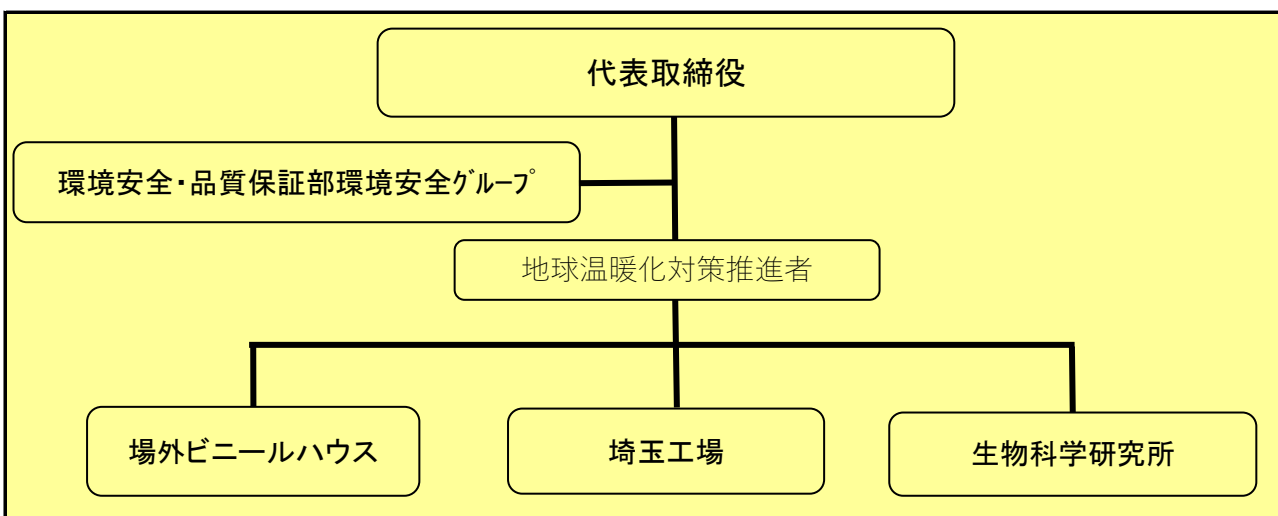 代表取締役
環境安全・品質保証部環境安全ｸﾞﾙｰﾌﾟ
地球温暖化対策推進者
場外ビニールハウス
埼玉工場
生物科学研究所